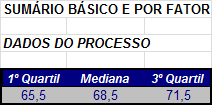 SUMÁRIO BÁSICO E POR FATOR
DADOS DO PROCESSO
1º Quartil Mediana 3º Quartil
65,5 68,5 71,5